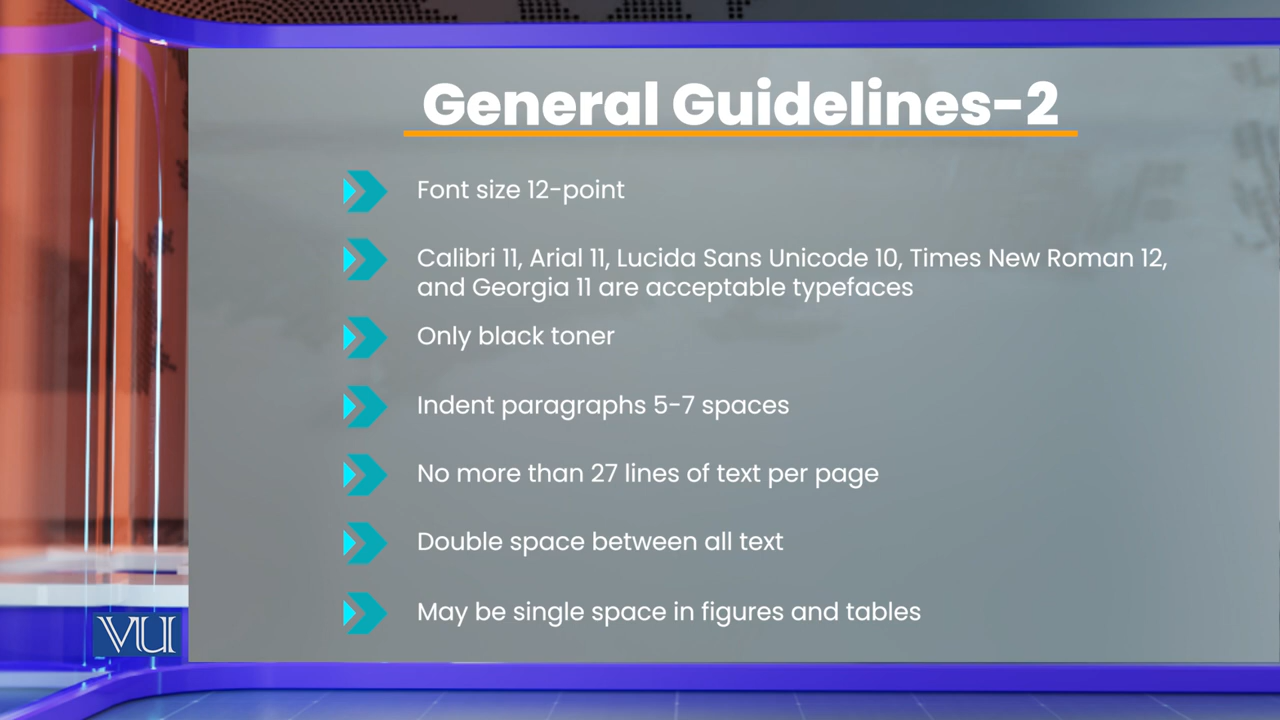 General Guidelines-2
Font size 12-point
Calibri 11, Arial 11, Lucida Sans Unicode 10, Times New Roman 12,
and Georgia 11 are acceptable typefaces
Only black toner
Indent paragraphs 5-7 spaces
No more than 27 lines of text per page
Double space between all text
May be single space in figures and tables
VU